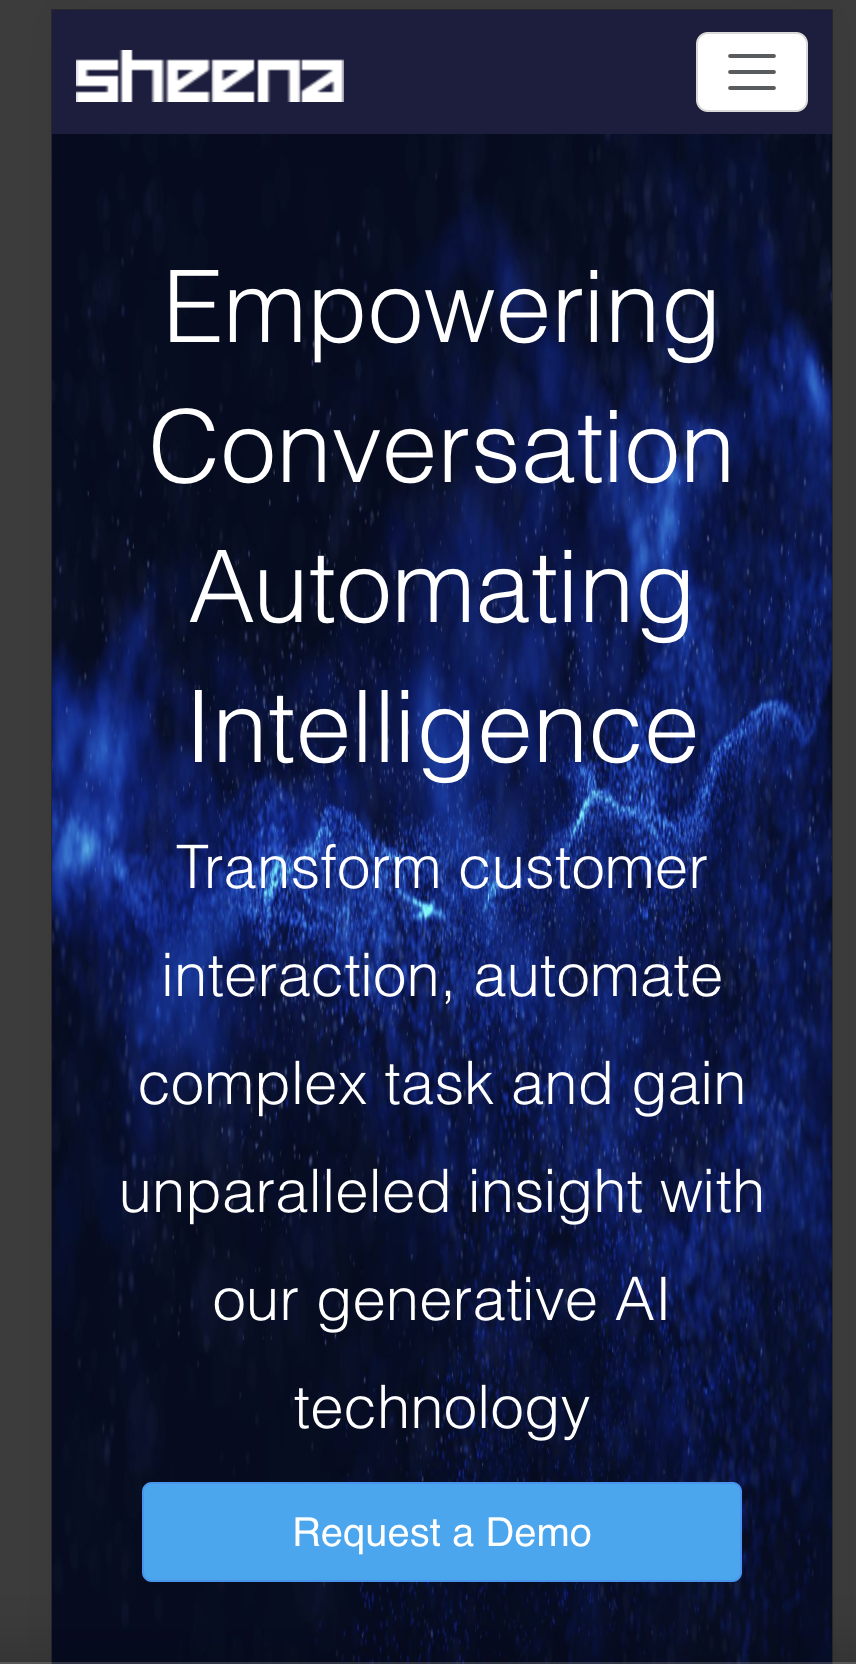 sheena
Empowering
Conversation
Automating
Intelligence
Transform customer
interaction, automate
complex task and gain
unparalleled insight with
our generative AI
technology
Request a Demo